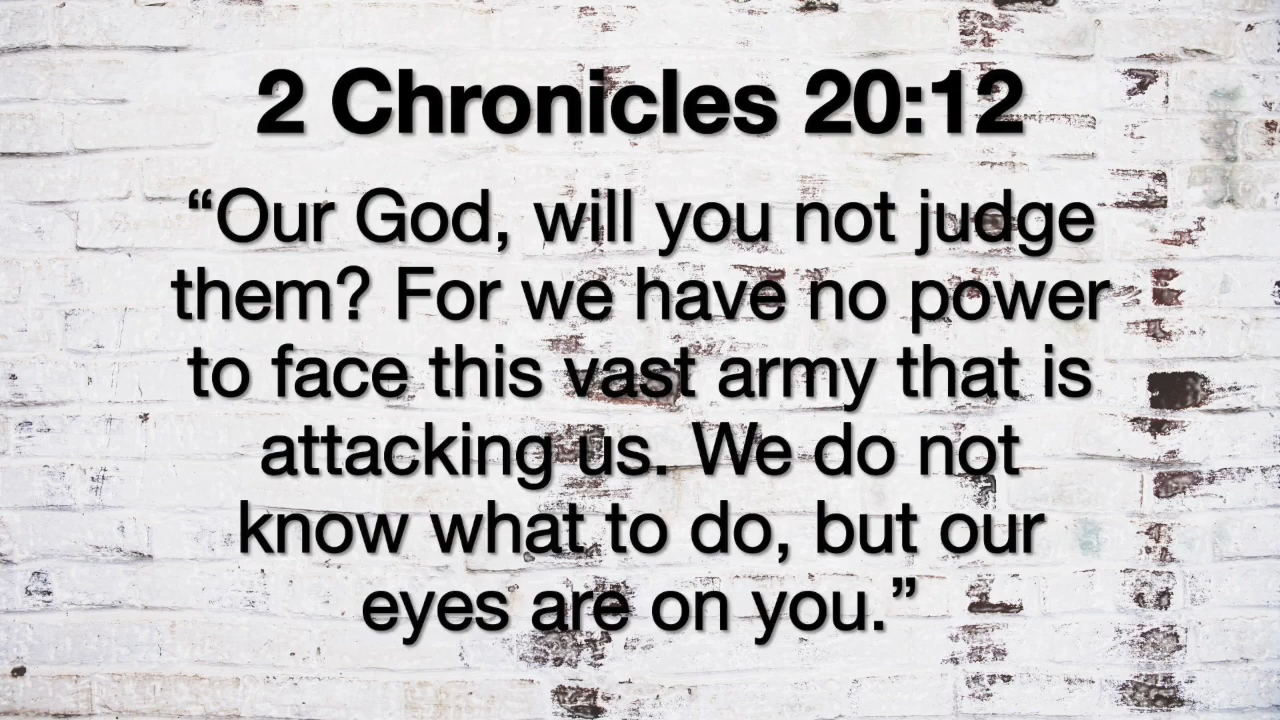 2 Chronicles 20:12
“Our God, will you not judge
them? For we have no power
to face this vast army that is
attacking us. We do not
know what to do, but our
eyes are on you.”